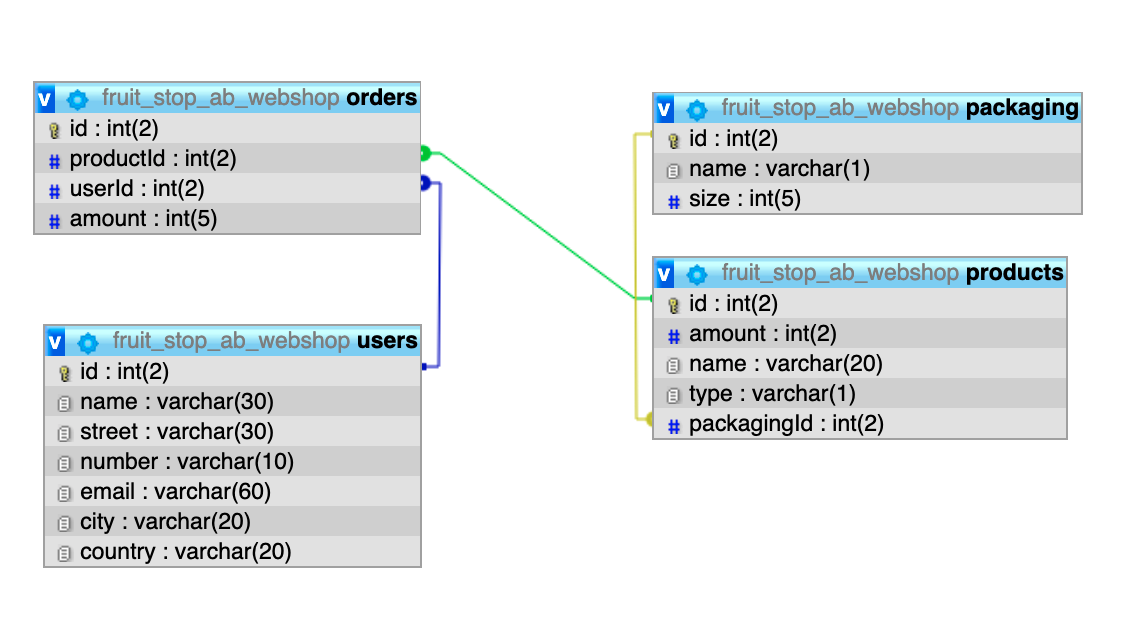 v fruit_stop_ab_webshop orders
id : int(2)
# productId : int(2)
# userId : int(2)
# amount : int(5)
v fruit_stop_ab_webshop users
id : int(2)
name : varchar(30)
street : varchar(30)
number : varchar(10)
email : varchar(60)
city : varchar(20)
country : varchar(20)
v fruit_stop_ab_webshop packaging
id : int(2)
name : varchar(1)
# size : int(5)
v fruit_stop_ab_webshop products
id : int(2)
# amount : int(2)
name : varchar(20)
type : varchar(1)
# packagingId : int(2)